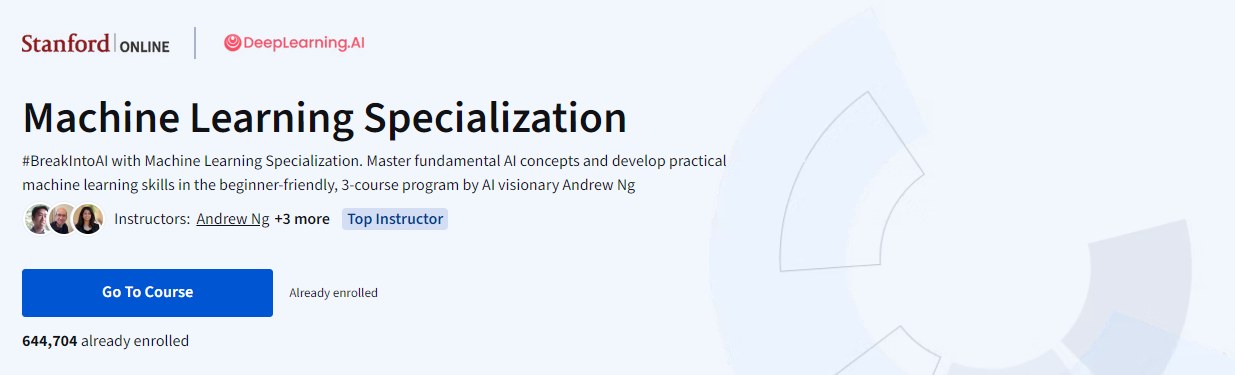 Stanford | ONLINE
DeepLearning.AI
Machine Learning Specialization
#BreakIntoAI with Machine Learning Specialization. Master fundamental AI concepts and develop practical
machine learning skills in the beginner-friendly, 3-course program by AI visionary Andrew Ng
Instructors: Andrew Ng +3 more Top Instructor
Go To Course Already enrolled
644,704 already enrolled